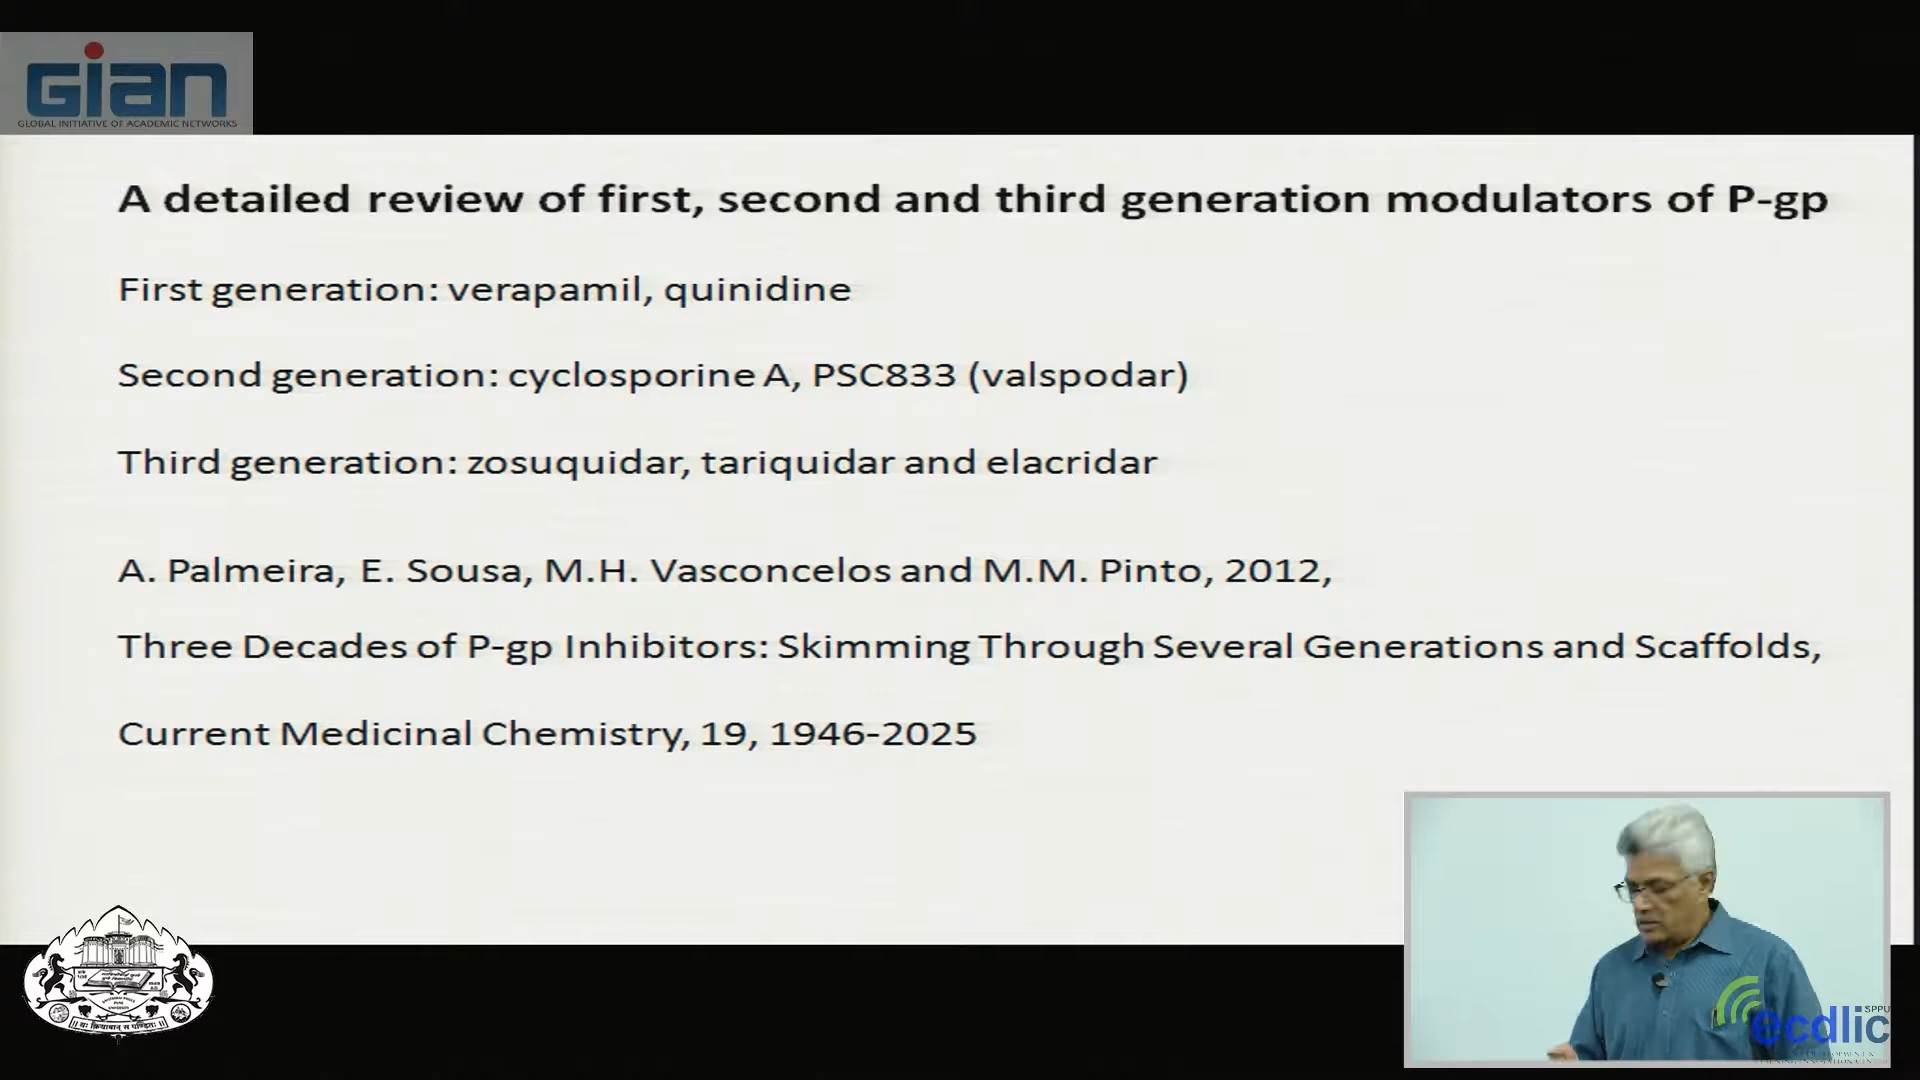 GIAN
GLOBAL INITIATIVE OF ACADEMIC NETWORKS
A detailed review of first, second and third generation modulators of P-gp
First generation: verapamil, quinidine
Second generation: cyclosporine A, PSC833 (valspodar)
Third generation: zosuquidar, tariquidar and elacridar
A. Palmeira, E. Sousa, M.H. Vasconcelos and M.M. Pinto, 2012,
Three Decades of P-gp Inhibitors: Skimming Through Several Generations and Scaffolds,
Current Medicinal Chemistry, 19, 1946-2025
SPPU
ecdlic